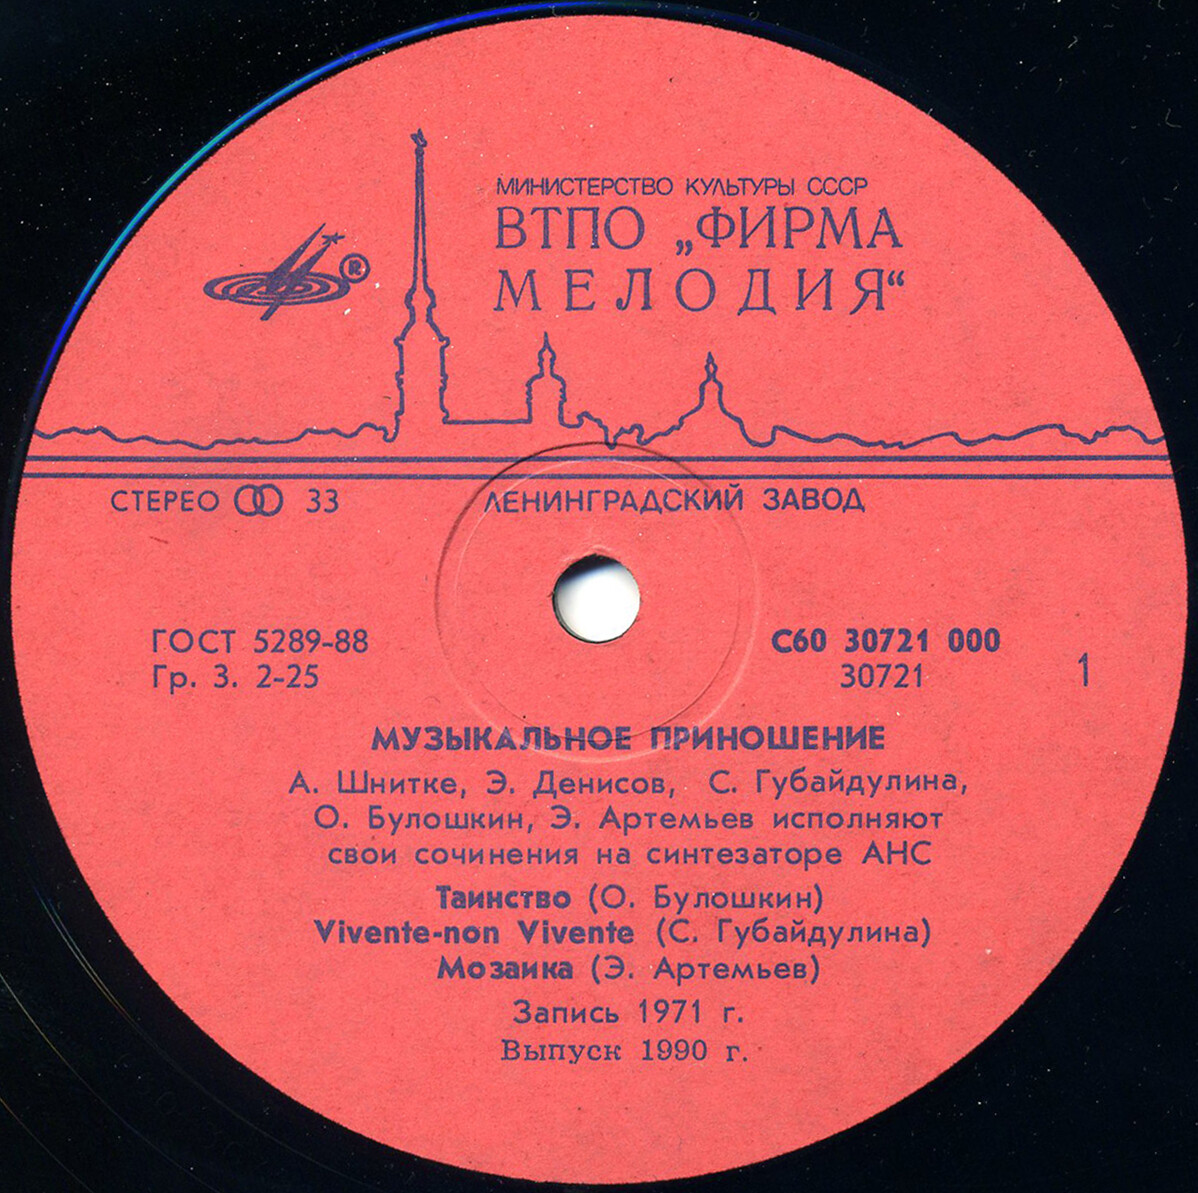 МИНИСТЕРСТВО КУЛЬТУРЫ СССР
ВТПО „ФИРМА
МЕЛОДИЯ“
®
СТЕРЕО 33
ЛЕНИНГРАДСКИЙ ЗАВОД
ГОСТ 5289-88
Гр. 3. 2-25
С60 30721 000
30721
1
МУЗЫКАЛЬНОЕ ПРИНОШЕНИЕ
А. Шнитке, Э. Денисов, С. Губайдулина,
О. Булошкин, Э. Артемьев исполняют
свои сочинения на синтезаторе АНС
Таинство (О. Булошкин)
Vivente-non Vivente (С. Губайдулина)
Мозаика (Э. Артемьев)
Запись 1971 г.
Выпуск 1990 г.